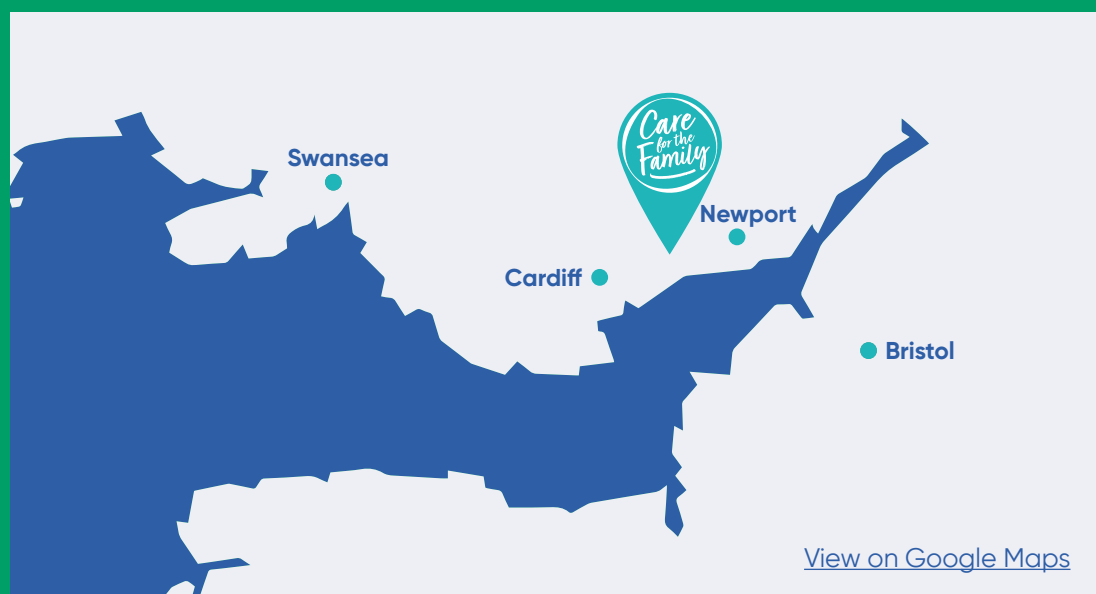 Care
for the
Family
Swansea
Newport
Cardiff
Bristol
View on Google Maps